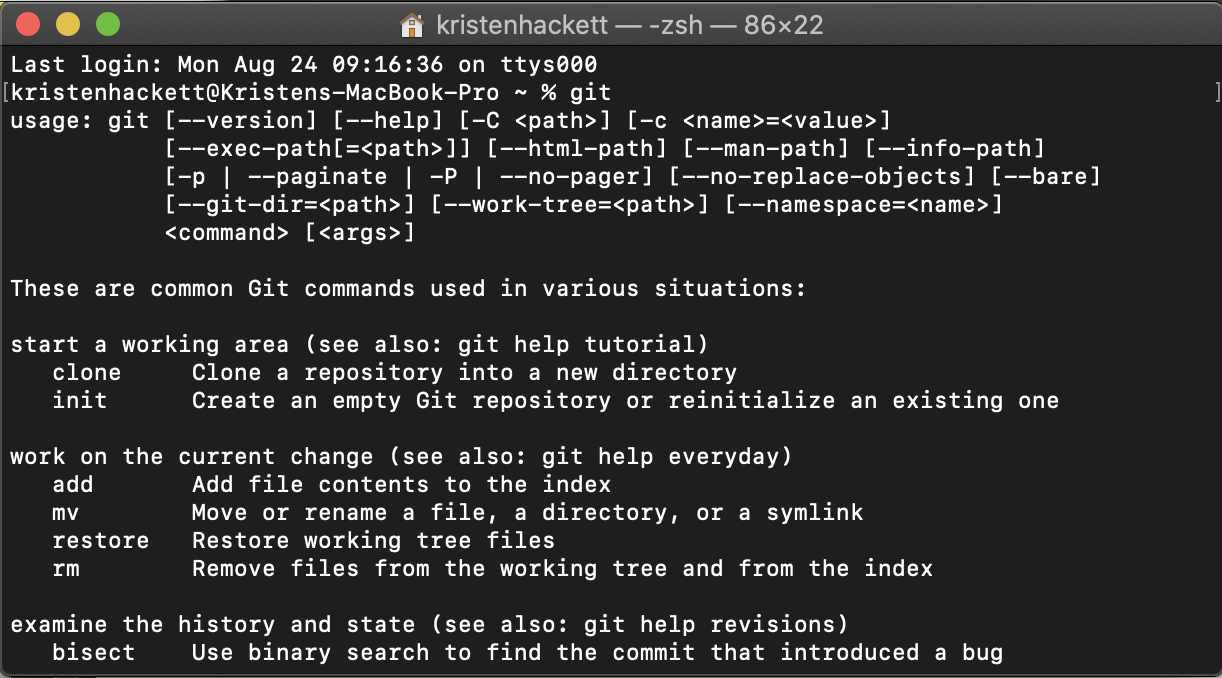 kristenhackett — -zsh — 86×22
Last login: Mon Aug 24 09:16:36 on ttys000
[kristenhackett@Kristens-MacBook-Pro ~ % git ]
usage: git [--version] [--help] [-C <path>] [-c <name>=<value>]
           [--exec-path[=<path>]] [--html-path] [--man-path] [--info-path]
           [-p | --paginate | -P | --no-pager] [--no-replace-objects] [--bare]
           [--git-dir=<path>] [--work-tree=<path>] [--namespace=<name>]
           <command> [<args>]

These are common Git commands used in various situations:

start a working area (see also: git help tutorial)
   clone     Clone a repository into a new directory
   init      Create an empty Git repository or reinitialize an existing one

work on the current change (see also: git help everyday)
   add       Add file contents to the index
   mv        Move or rename a file, a directory, or a symlink
   restore   Restore working tree files
   rm        Remove files from the working tree and from the index

examine the history and state (see also: git help revisions)
   bisect    Use binary search to find the commit that introduced a bug